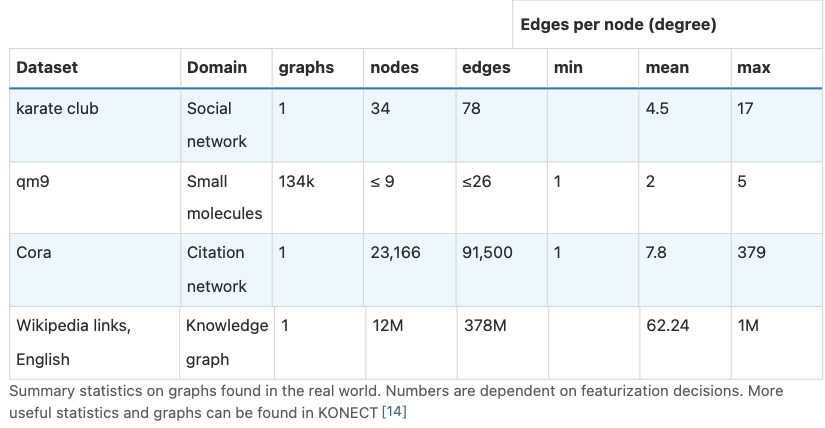 Edges per node (degree)
Dataset Domain graphs nodes edges min mean max
karate club Social 1 34 78 4.5 17
network
qm9 Small 134k ≤ 9 ≤26 1 2 5
molecules
Cora Citation 1 23,166 91,500 1 7.8 379
network
Wikipedia links, Knowledge 1 12M 378M 62.24 1M
English graph
Summary statistics on graphs found in the real world. Numbers are dependent on featurization decisions. More
useful statistics and graphs can be found in KONECT [14]